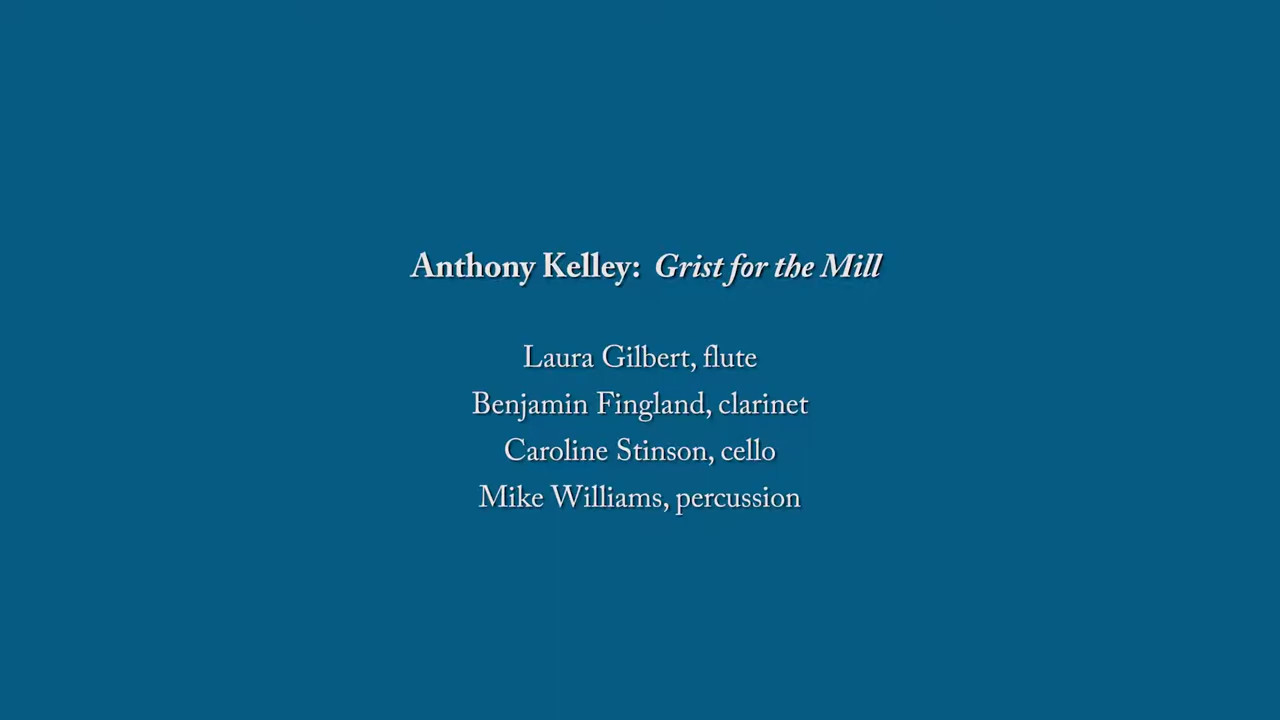 Anthony Kelley: Grist for the Mill
Laura Gilbert, flute
Benjamin Fingland, clarinet
Caroline Stinson, cello
Mike Williams, percussion